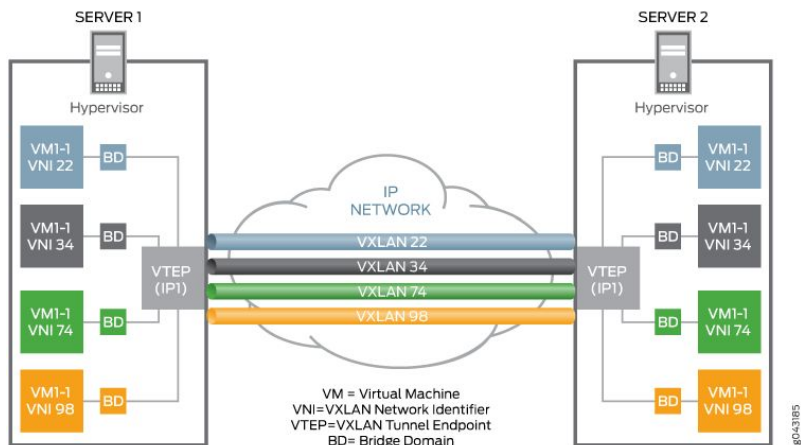 SERVER 1
Hypervisor
VM1-1
VNI 22
BD
VM1-1
VNI 34
BD
VM1-1
VNI 74
BD
VM1-1
VNI 98
BD
VTEP
(IP1)
IP
NETWORK
VXLAN 22
VXLAN 34
VXLAN 74
VXLAN 98
SERVER 2
Hypervisor
VTEP
(IP1)
BD
VM1-1
VNI 22
BD
VM1-1
VNI 34
BD
VM1-1
VNI 74
BD
VM1-1
VNI 98
VM = Virtual Machine
VNI=VXLAN Network Identifier
VTEP=VXLAN Tunnel Endpoint
BD= Bridge Domain
g043185